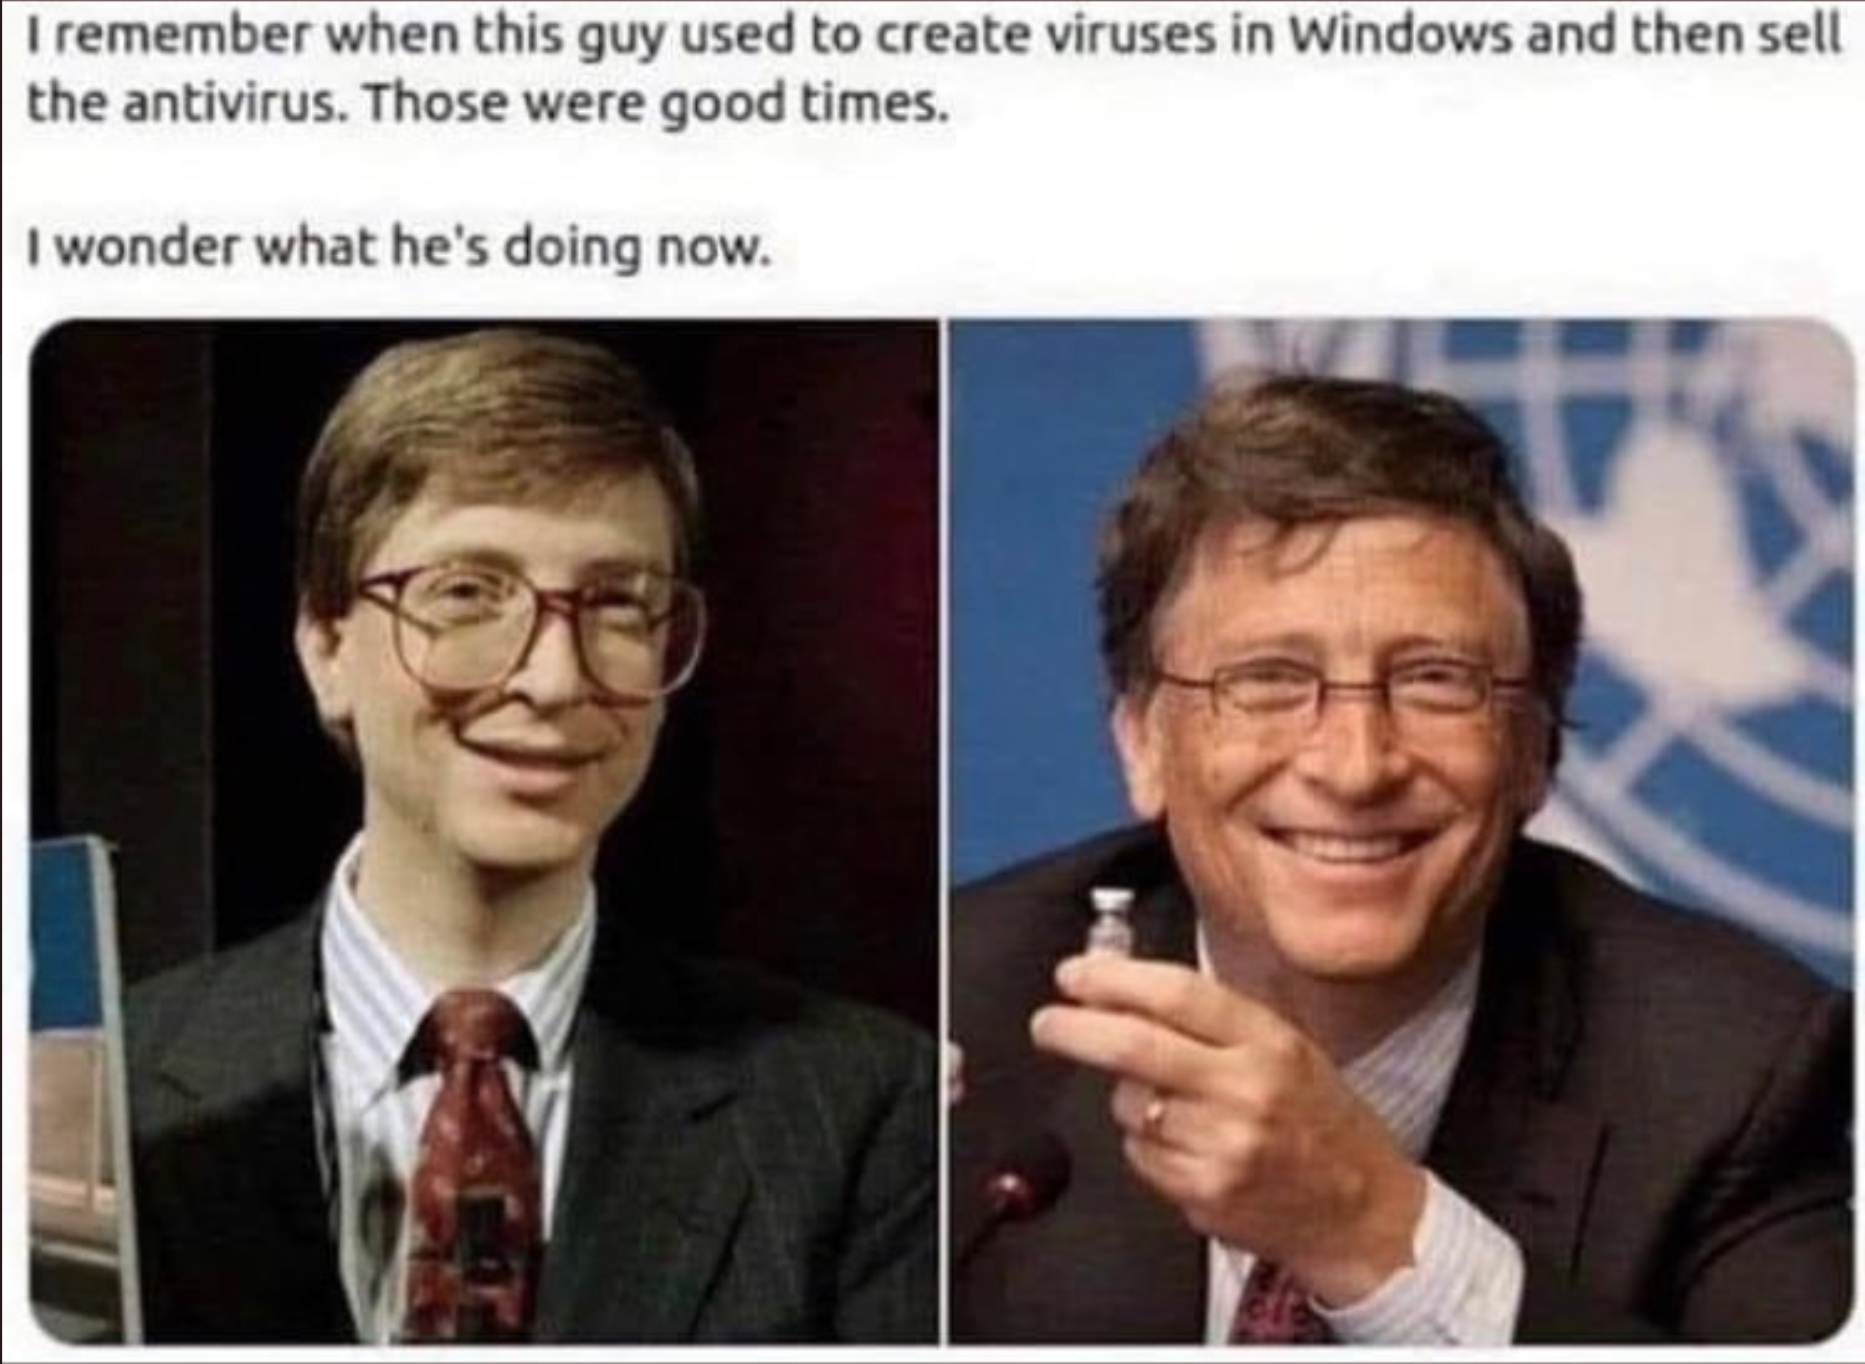 I remember when this guy used to create viruses in Windows and then sell
the antivirus. Those were good times.
I wonder what he's doing now.